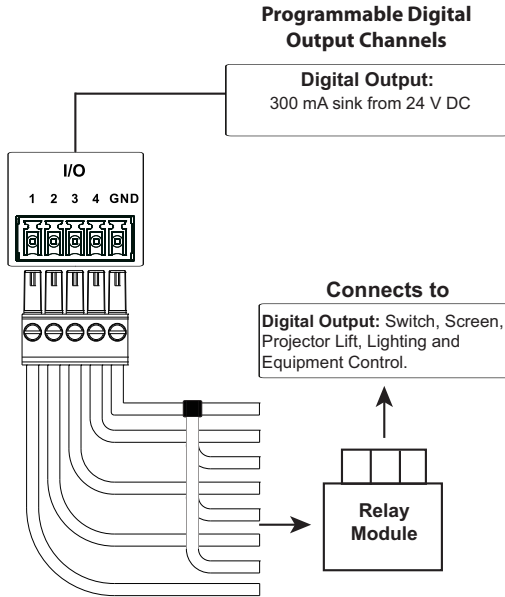 Programmable Digital
Output Channels
Digital Output:
300 mA sink from 24 V DC
I/O
1 2 3 4 GND
Connects to
Digital Output: Switch, Screen,
Projector Lift, Lighting and
Equipment Control.
Relay
Module